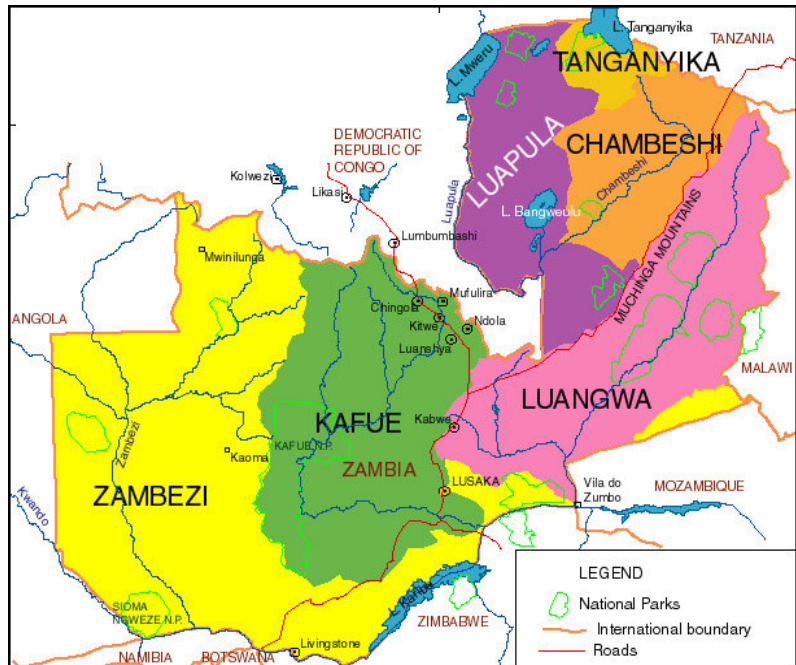 L. Tanganyika
TANZANIA
L. Mweru
TANGANYIKA
DEMOCRATIC
REPUBLIC OF
CONGO
CHAMBESHI
LUAPULA
Kolwezi
Likasi
Chambeshi
Luapula
L. Bangweulu
Lumbumbashi
Mwinilunga
MUCHINGA MOUNTAINS
Mufulira
Chingola
Kitwe
Ndola
ANGOLA
Luanshya
MALAWI
LUANGWA
KAFUE
Kabwe
KAFUE N.P.
Zambezi
Kaoma
ZAMBIA
LUSAKA
ZAMBEZI
Vila do
Zumbo
MOZAMBIQUE
Kwando
LEGEND
National Parks
International boundary
Roads
L. Kariba
SIOMA
NGWEZE N.P.
ZIMBABWE
Livingstone
NAMIBIA
BOTSWANA